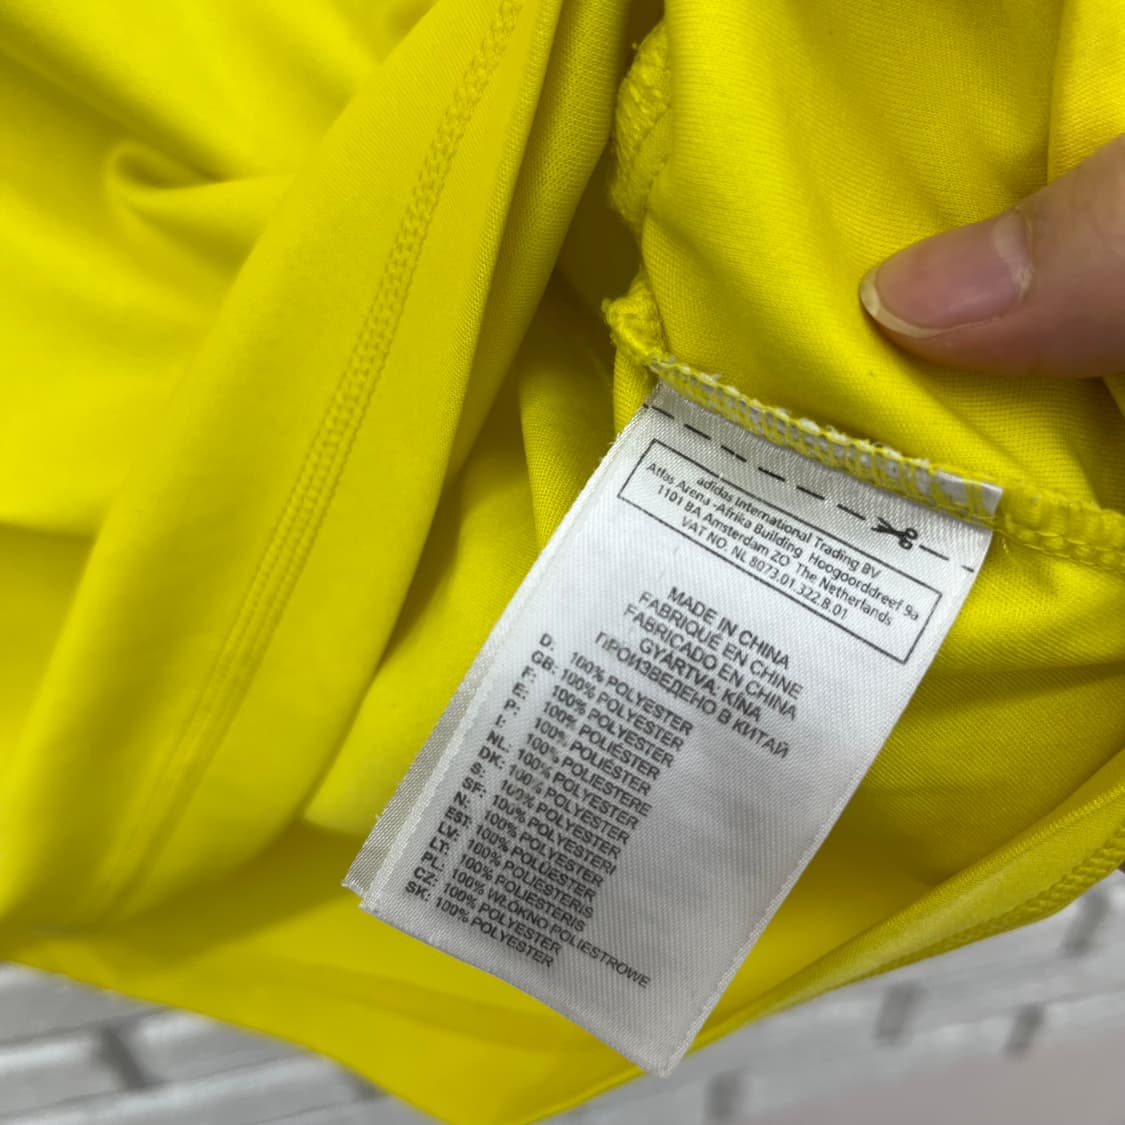 adidas International Trading BV
Atlas Arena-Afrika Building Hoogoorddreef 9a
1101 BA Amsterdam ZO The Netherlands
VAT NO. NL 8073.01.322.B.01
MADE IN CHINA
FABRIQUÉ EN CHINE
FABRICADO EN CHINA
GYÁRTVA: KÍNA
ПРОИЗВЕДЕНО В КИТАЙ
D. 100% POLYESTER
GB: 100% POLYESTER
F: 100% POLYESTER
E: 100% POLIÉSTER
P: 100% POLIÉSTER
I: 100% POLIESTERE
NL: 100% POLYESTER
DK: 100% POLYESTER
S: 100% POLYESTER
SF: 100% POLYESTERI
N: 100% POLYESTER
EST: 100% POLÜESTER
LV: 100% POLIESTERIS
LT: 100% POLIESTERIS
PL: 100% WŁÓKNO POLIESTROWE
CZ: 100% POLYESTER
SK: 100% POLYESTER